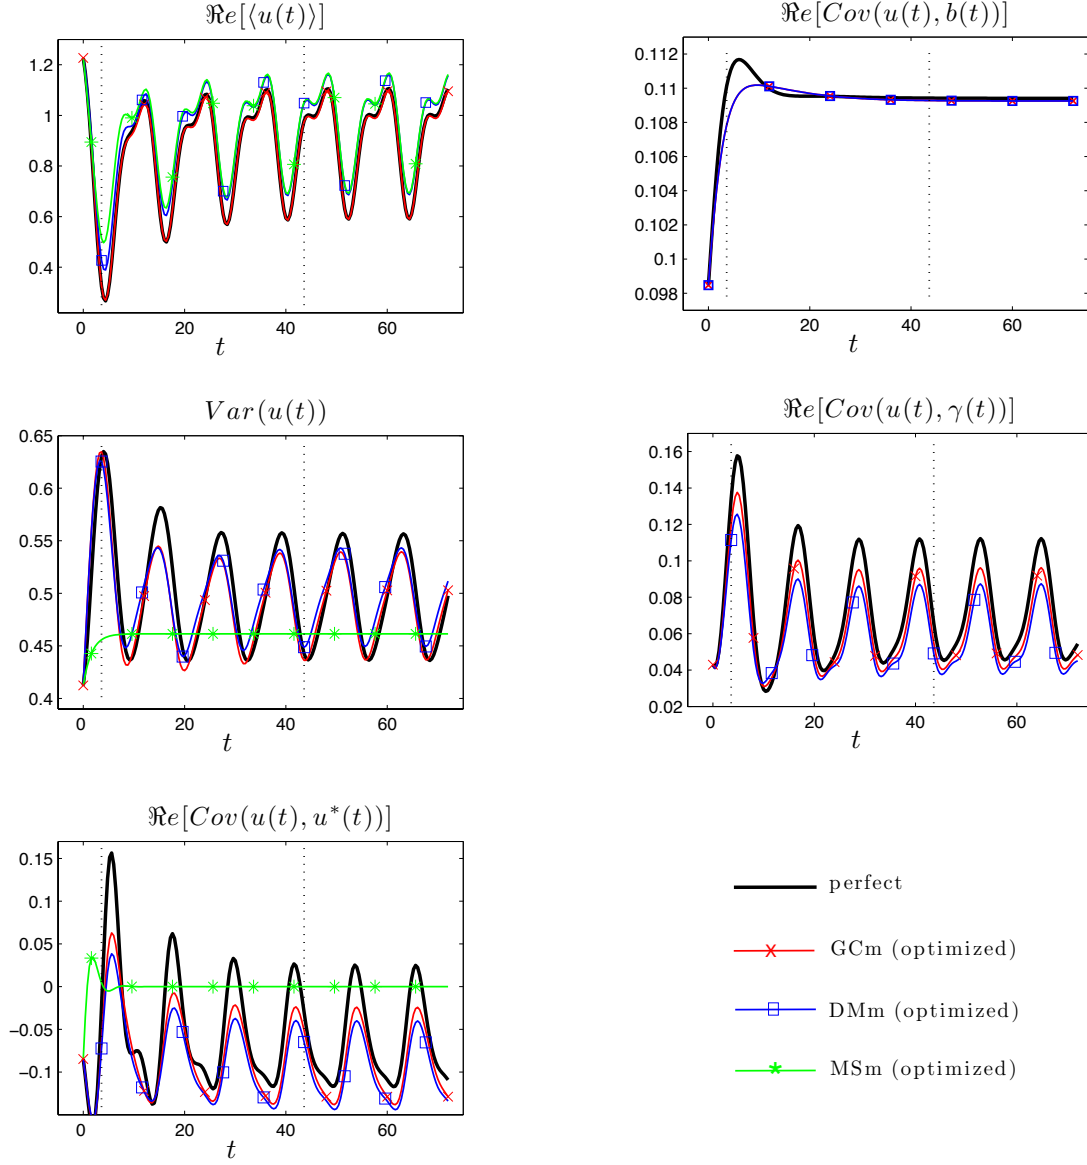 ℜe[⟨u(t)⟩]
1.2
1
0.8
0.6
0.4
0 20 40 60
t
ℜe[Cov(u(t), b(t))]
0.112
0.11
0.108
0.106
0.104
0.102
0.1
0.098
0 20 40 60
t
Var(u(t))
0.65
0.6
0.55
0.5
0.45
0.4
0 20 40 60
t
ℜe[Cov(u(t), γ(t))]
0.16
0.14
0.12
0.1
0.08
0.06
0.04
0.02
0 20 40 60
t
ℜe[Cov(u(t), u*(t))]
0.15
0.1
0.05
0
−0.05
−0.1
0 20 40 60
t
perfect
GCm (optimized)
DMm (optimized)
MSm (optimized)